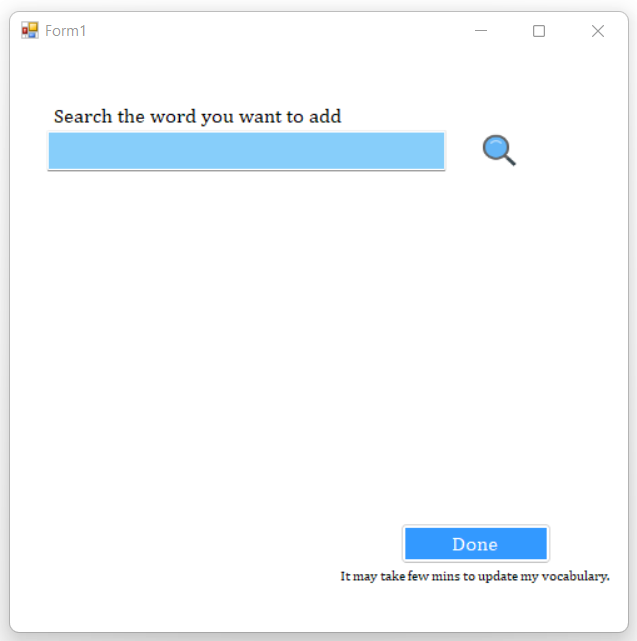 Form1
Search the word you want to add
Done
It may take few mins to update my vocabulary.